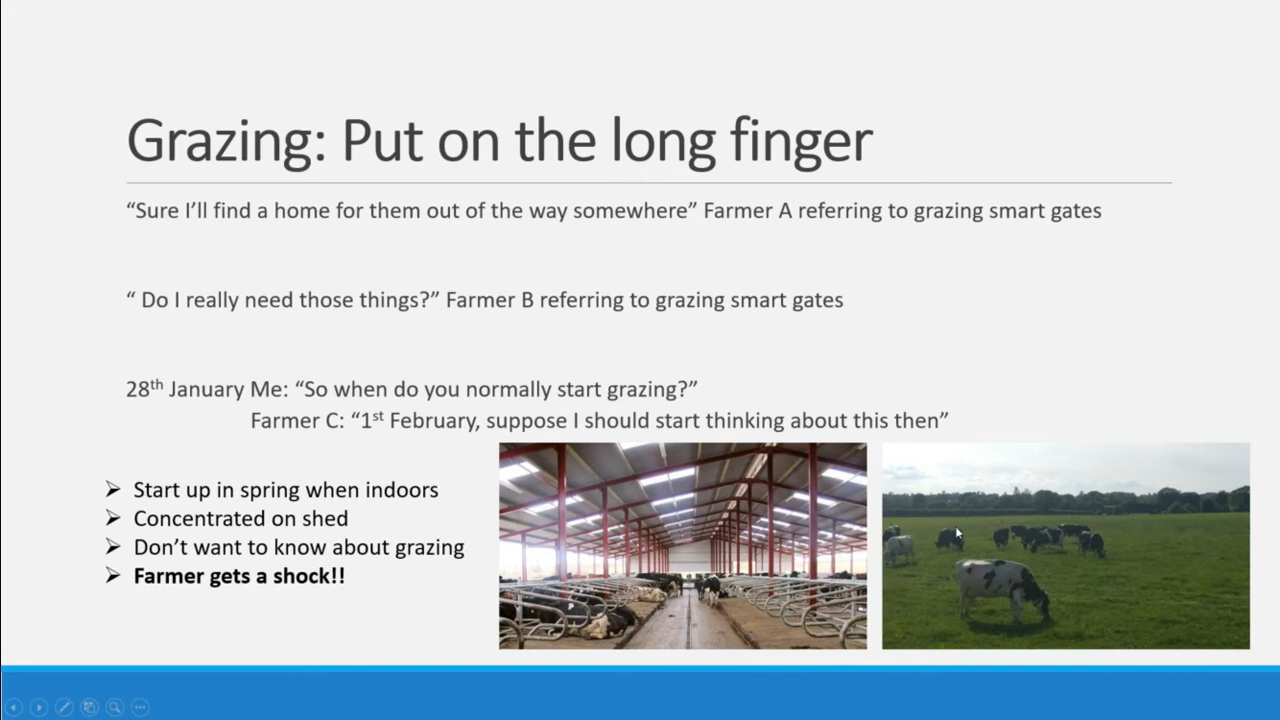 Grazing: Put on the long finger
“Sure I’ll find a home for them out of the way somewhere” Farmer A referring to grazing smart gates
“ Do I really need those things?” Farmer B referring to grazing smart gates
28th January Me: “So when do you normally start grazing?”
Farmer C: “1st February, suppose I should start thinking about this then”
➢ Start up in spring when indoors
➢ Concentrated on shed
➢ Don’t want to know about grazing
➢ Farmer gets a shock!!